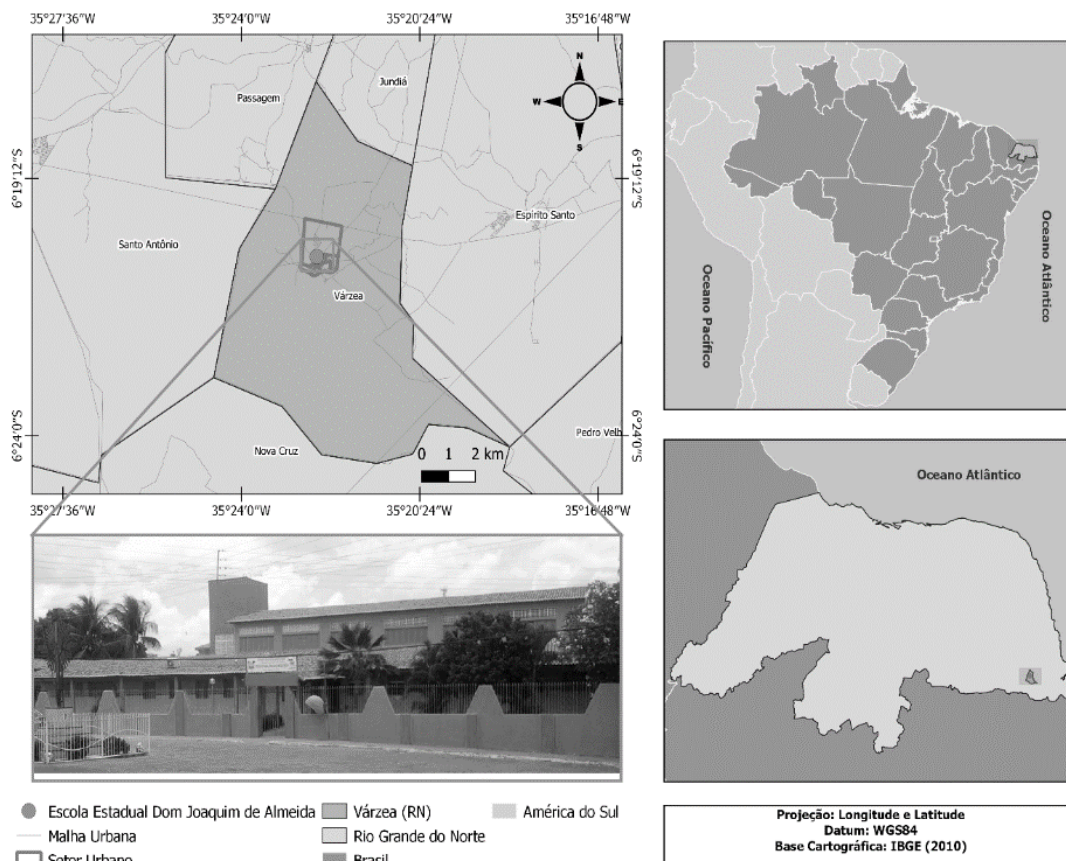 35°27'36"W 35°24'0"W 35°20'24"W 35°16'48"W
Jundiá
Passagem
N
W E
S
6°19'12"S 6°19'12"S
Espírito Santo
Santo Antônio
Várzea
6°24'0"S 6°24'0"S
Nova Cruz
Pedro Velh
0 1 2 km
35°27'36"W 35°24'0"W 35°20'24"W 35°16'48"W
Oceano Atlântico
Oceano Pacífico
Oceano Atlântico
Escola Estadual Dom Joaquim de Almeida
Malha Urbana
Setor Urbano
Várzea (RN)
Rio Grande do Norte
Brasil
América do Sul
Projeção: Longitude e Latitude
Datum: WGS84
Base Cartográfica: IBGE (2010)